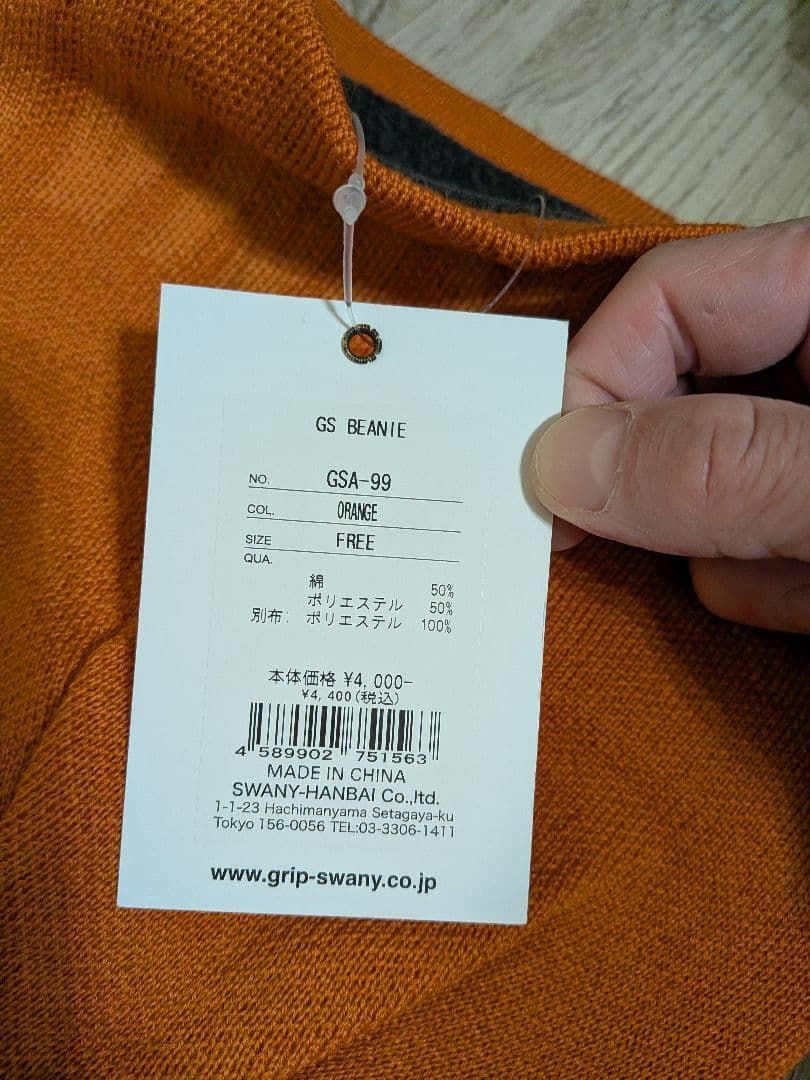 GS BEANIE
NO. GSA-99
COL. ORANGE
SIZE FREE
QUA.
綿 50%
ポリエステル 50%
別布: ポリエステル 100%
本体価格 ¥4,000-
¥4,400(税込)
4 589902 751563
MADE IN CHINA
SWANY-HANBAI Co.,ltd.
1-1-23 Hachimanyama Setagaya-ku
Tokyo 156-0056 TEL:03-3306-1411
www.grip-swany.co.jp